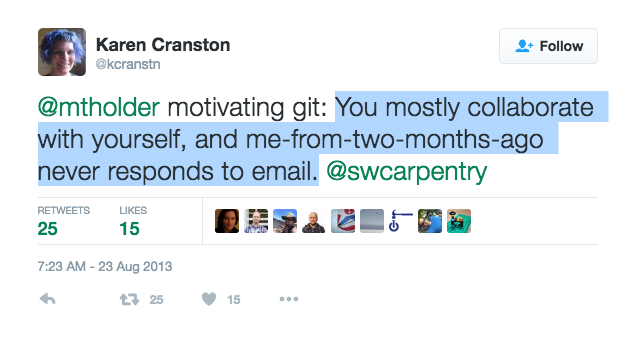 Karen Cranston
@kcranstn
Follow
@mtholder motivating git: You mostly collaborate
with yourself, and me-from-two-months-ago
never responds to email. @swcarpentry
RETWEETS LIKES
25 15
7:23 AM - 23 Aug 2013
25 15